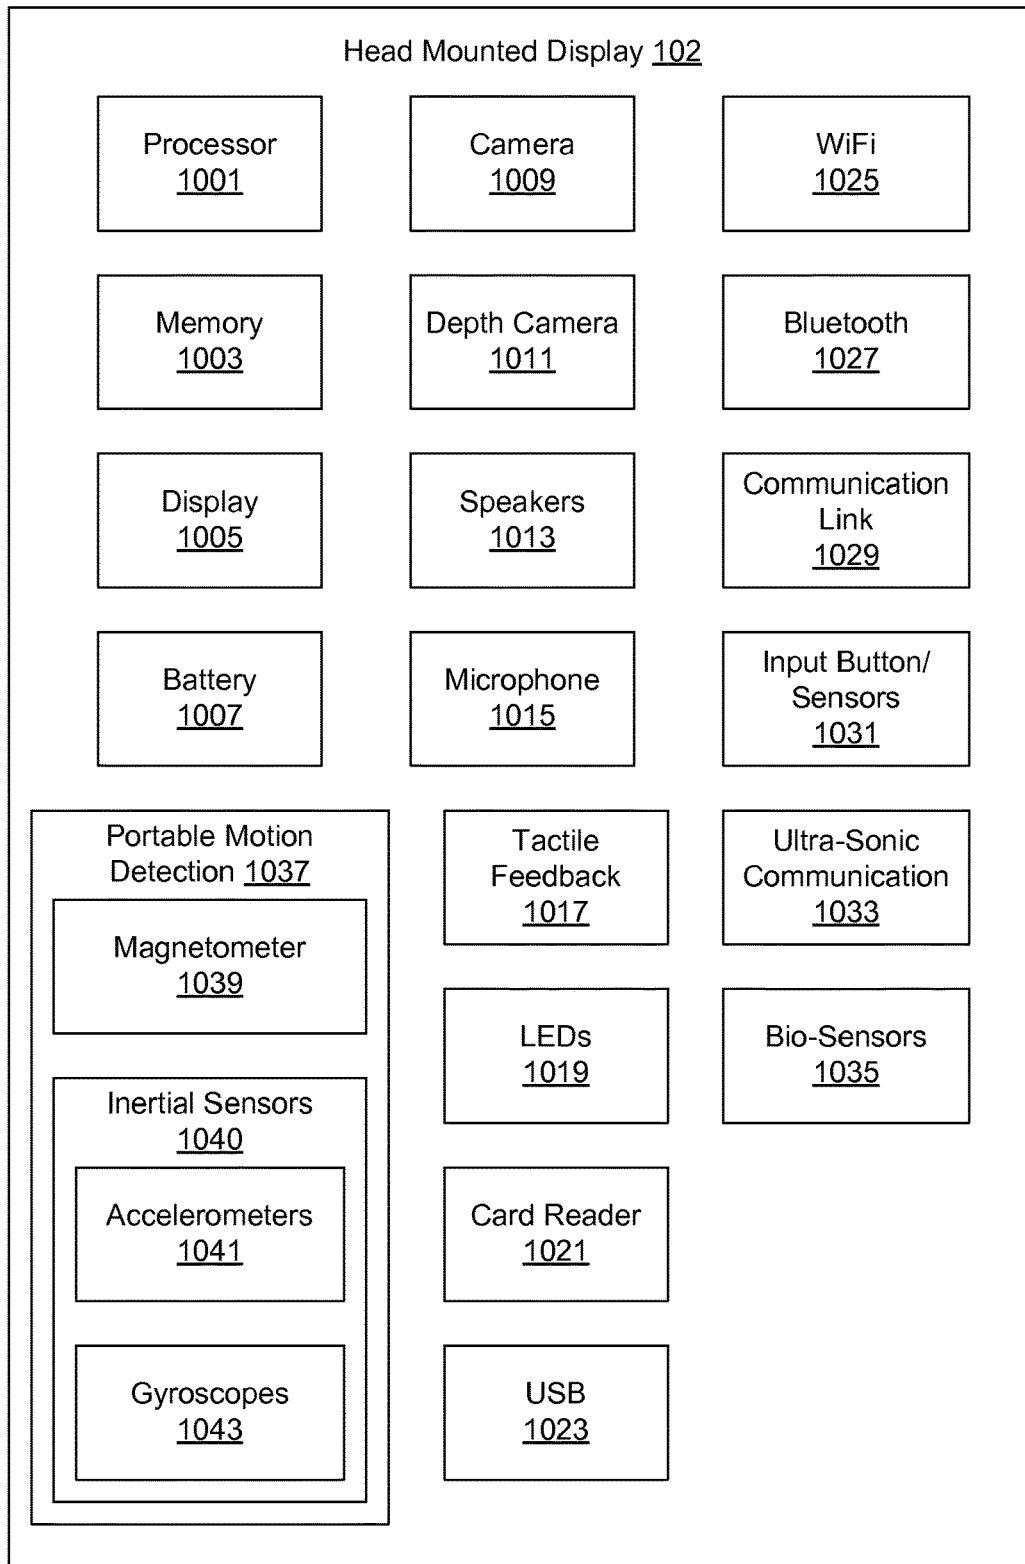 Head Mounted Display 102
Processor
1001
Camera
1009
WiFi
1025
Memory
1003
Depth Camera
1011
Bluetooth
1027
Display
1005
Speakers
1013
Communication
Link
1029
Battery
1007
Microphone
1015
Input Button/
Sensors
1031
Portable Motion
Detection 1037
Magnetometer
1039
Inertial Sensors
1040
Accelerometers
1041
Gyroscopes
1043
Tactile
Feedback
1017
Ultra-Sonic
Communication
1033
LEDs
1019
Bio-Sensors
1035
Card Reader
1021
USB
1023